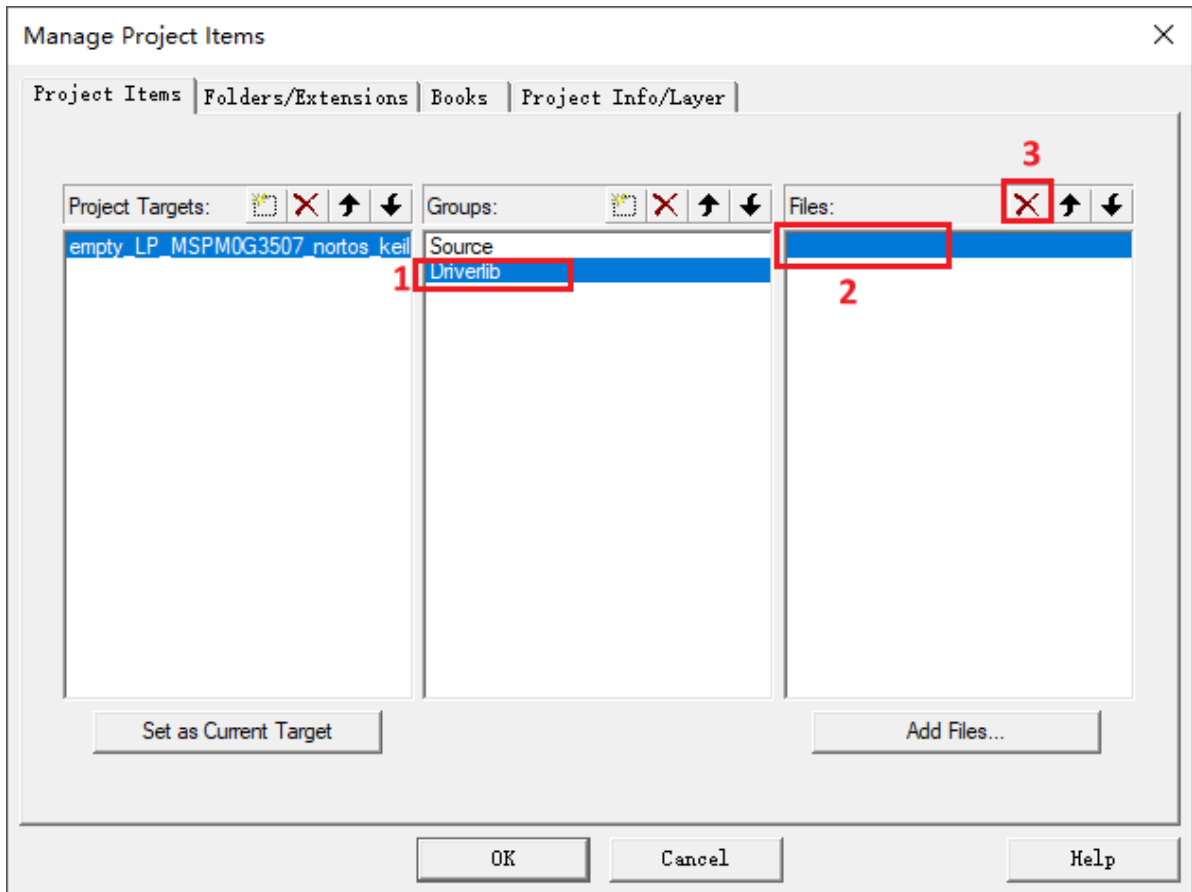 Manage Project Items
Project Items Folders/Extensions Books Project Info/Layer
3
Project Targets: Groups: Files:
empty_LP_MSPM0G3507_nortos_keil Source
1 Driverlib
2
Set as Current Target Add Files...
OK Cancel Help